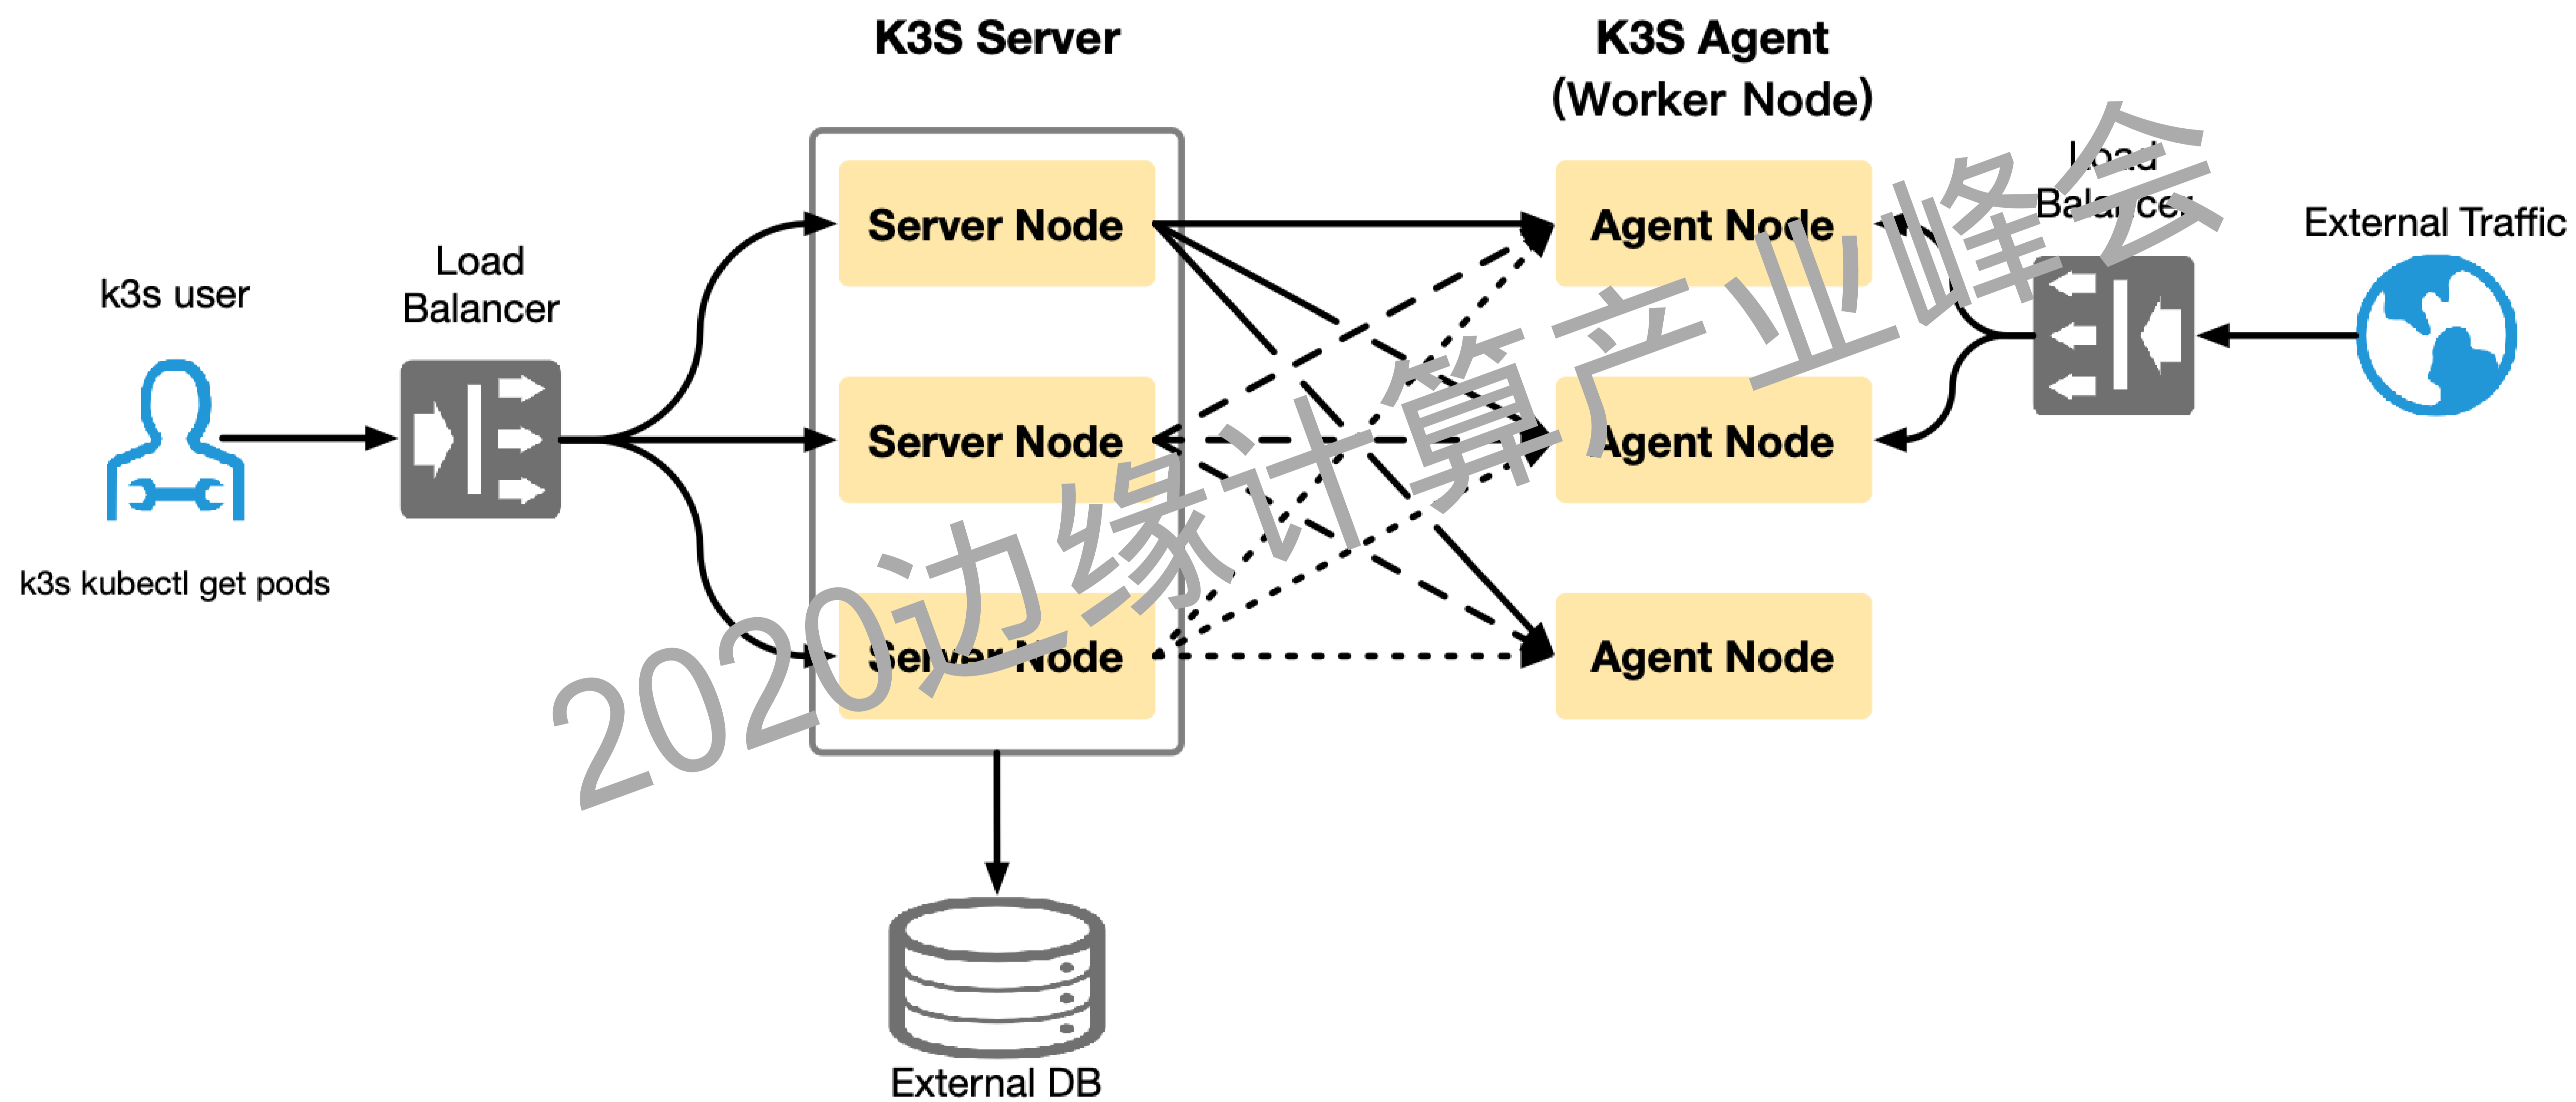 K3S Server
K3S Agent
(Worker Node)
k3s user
Load
Balancer
k3s kubectl get pods
Server Node
Server Node
Server Node
Agent Node
Agent Node
Agent Node
Load
Balancer
External Traffic
External DB
2020边缘计算产业峰会